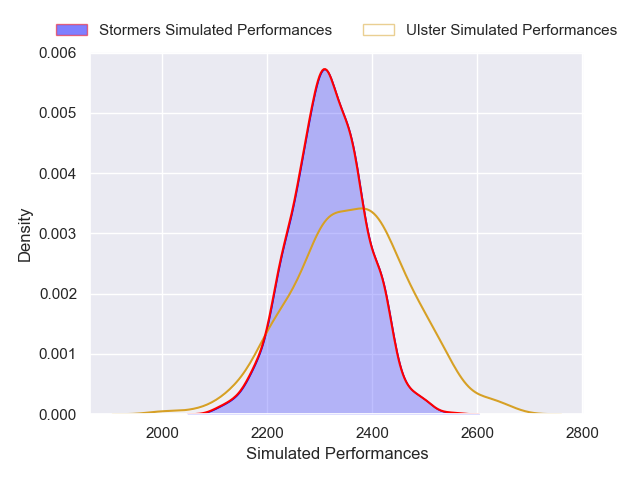 Stormers Simulated Performances Ulster Simulated Performances
0.006
0.005
0.004
0.003
0.002
0.001
0.000
Density
2000 2200 2400 2600 2800
Simulated Performances